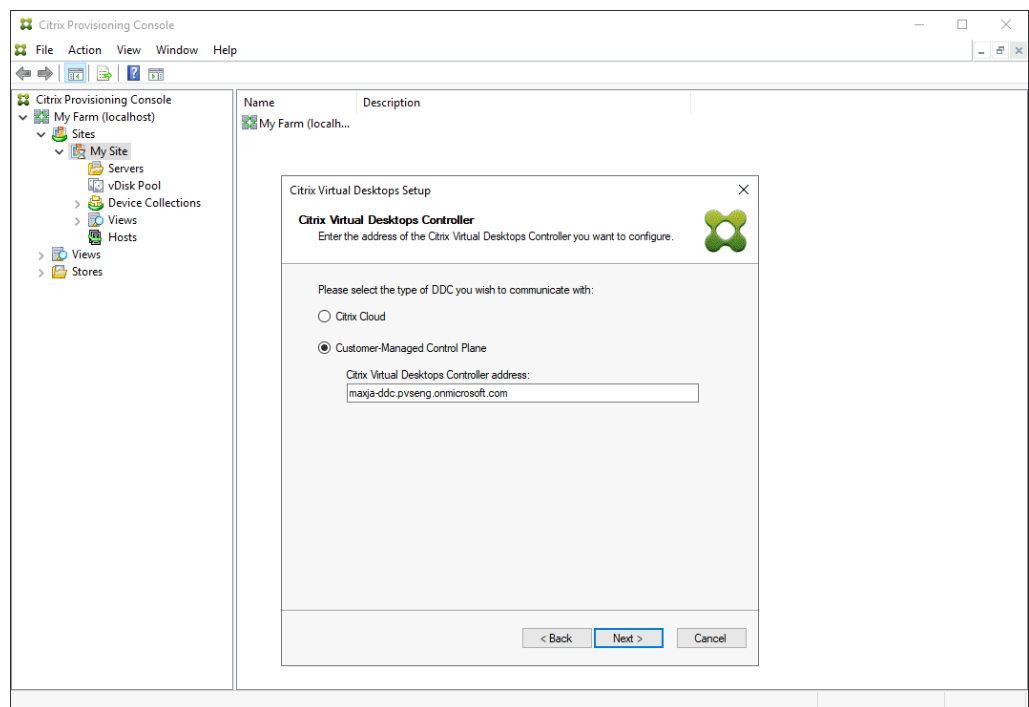 Citrix Provisioning Console
File Action View Window Help
Citrix Provisioning Console
My Farm (localhost)
Sites
My Site
Servers
vDisk Pool
Device Collections
Views
Hosts
Views
Stores
Name Description
My Farm (localh...
Citrix Virtual Desktops Setup
Citrix Virtual Desktops Controller
Enter the address of the Citrix Virtual Desktops Controller you want to configure.
Please select the type of DDC you wish to communicate with:
Citrix Cloud
Customer-Managed Control Plane
Citrix Virtual Desktops Controller address:
maxja-ddc.pvseng.onmicrosoft.com
< Back Next > Cancel